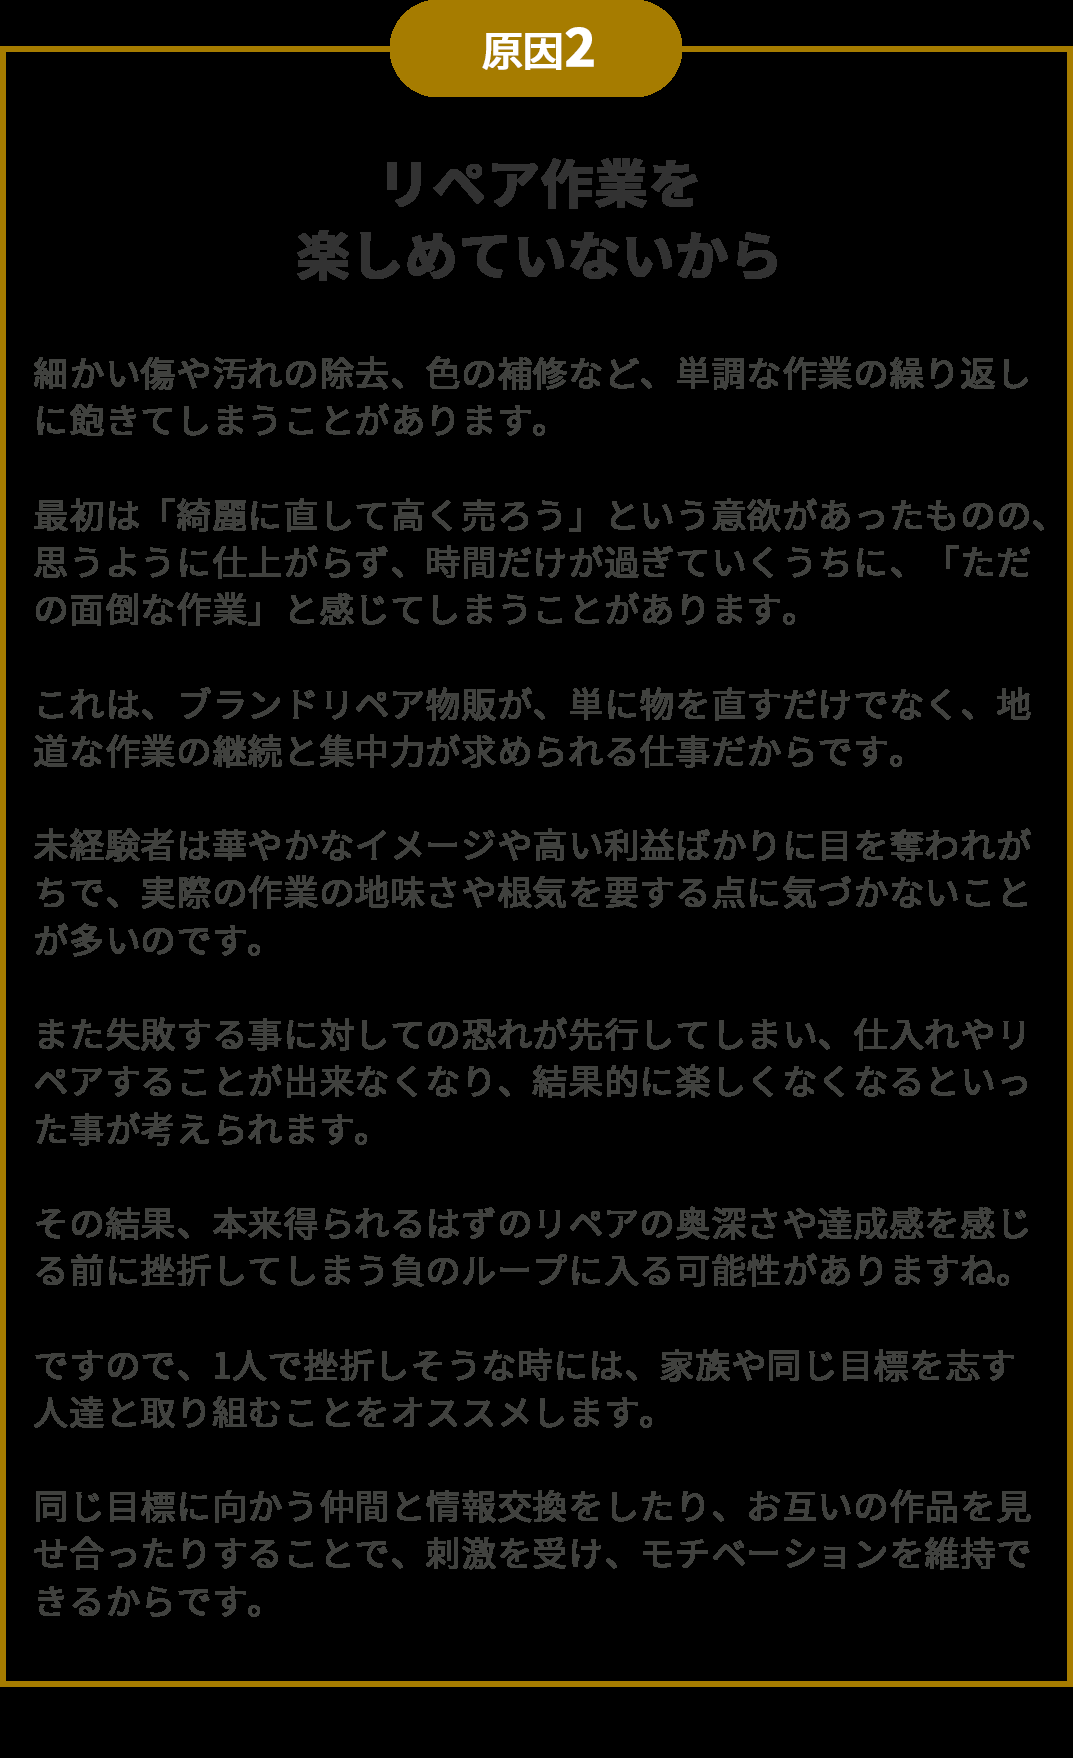 原因2
リペア作業を
楽しめていないから
細かい傷や汚れの除去、色の補修など、単調な作業の繰り返し
に飽きてしまうことがあります。
最初は「綺麗に直して高く売ろう」という意欲があったものの、
思うように仕上がらず、時間だけが過ぎていくうちに、「ただ
の面倒な作業」と感じてしまうことがあります。
これは、ブランドリペア物販が、単に物を直すだけでなく、地
道な作業の継続と集中力が求められる仕事だからです。
未経験者は華やかなイメージや高い利益ばかりに目を奪われが
ちで、実際の作業の地味さや根気を要する点に気づかないこと
が多いのです。
また失敗する事に対しての恐れが先行してしまい、仕入れやリ
ペアすることが出来なくなり、結果的に楽しくなくなるといっ
た事が考えられます。
その結果、本来得られるはずのリペアの奥深さや達成感を感じ
る前に挫折してしまう負のループに入る可能性がありますね。
ですので、1人で挫折しそうな時には、家族や同じ目標を志す
人達と取り組むことをオススメします。
同じ目標に向かう仲間と情報交換をしたり、お互いの作品を見
せ合ったりすることで、刺激を受け、モチベーションを維持で
きるからです。